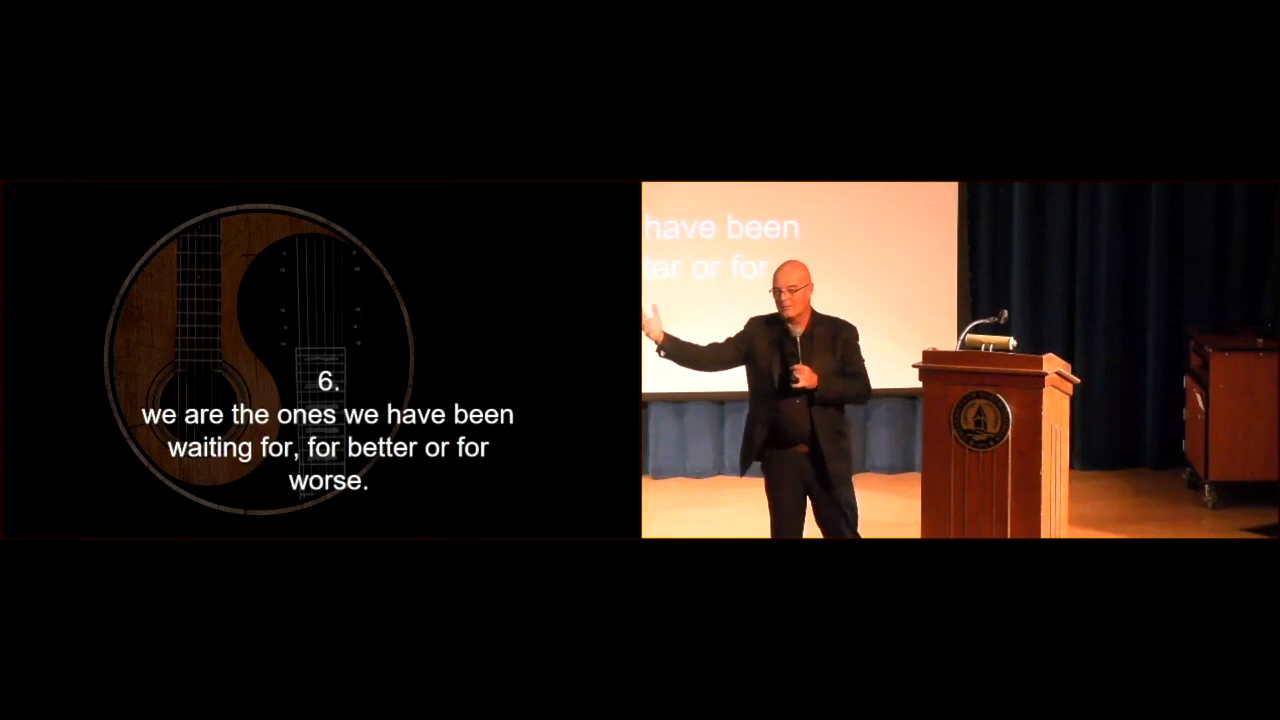 6.
we are the ones we have been
waiting for, for better or for
worse.
have been
ter or for